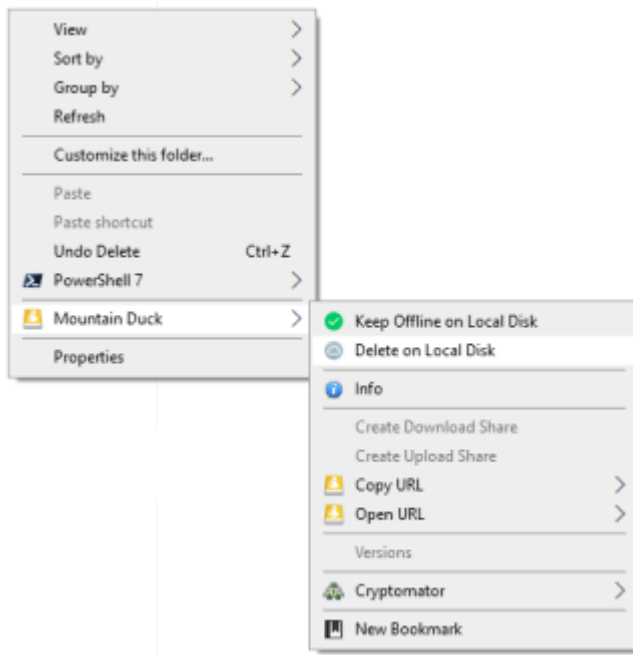 View
Sort by
Group by
Refresh
Customize this folder...
Paste
Paste shortcut
Undo Delete Ctrl+Z
PowerShell 7
Mountain Duck
Properties
Keep Offline on Local Disk
Delete on Local Disk
Info
Create Download Share
Create Upload Share
Copy URL
Open URL
Versions
Cryptomator
New Bookmark